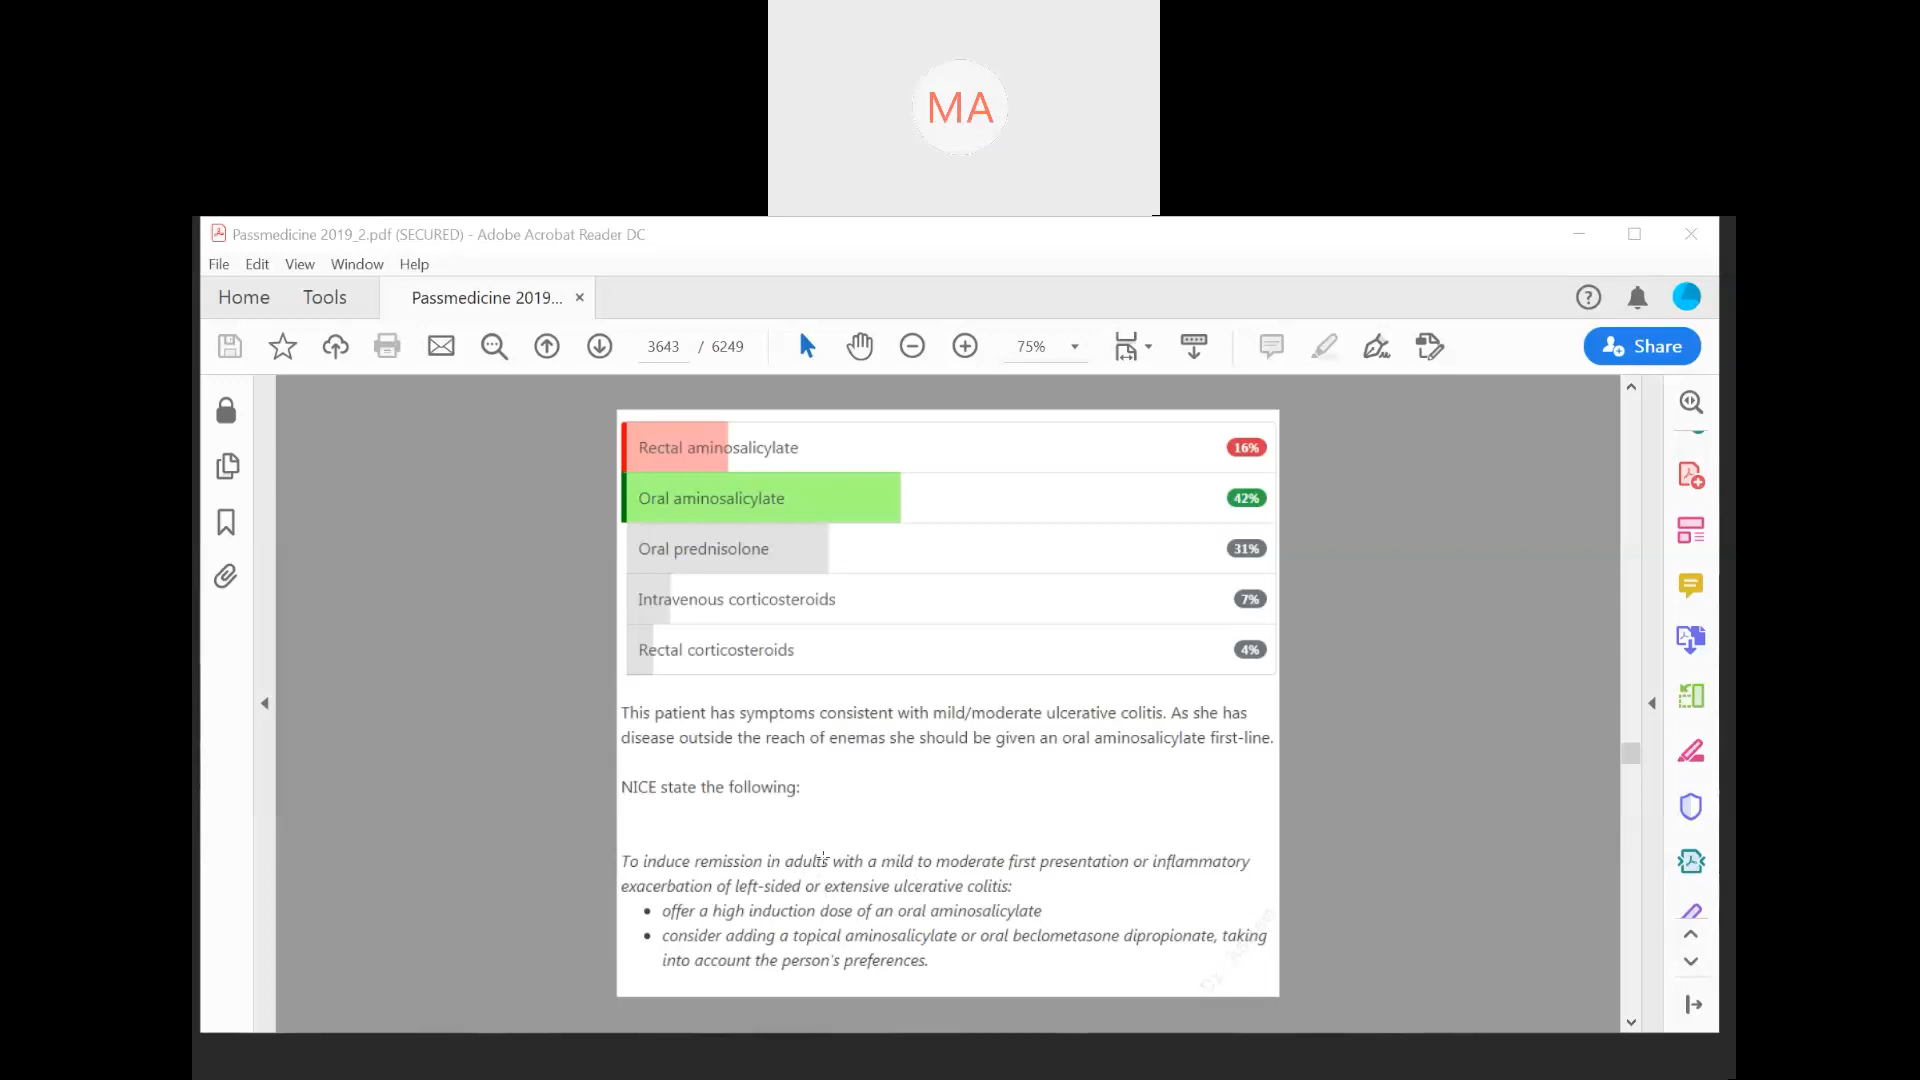 MA
Passmedicine 2019_2.pdf (SECURED) - Adobe Acrobat Reader DC
File Edit View Window Help
Home Tools Passmedicine 2019... ×
3643 / 6249 75% Share
Rectal aminosalicylate 16%
Oral aminosalicylate 42%
Oral prednisolone 31%
Intravenous corticosteroids 7%
Rectal corticosteroids 4%
This patient has symptoms consistent with mild/moderate ulcerative colitis. As she has
disease outside the reach of enemas she should be given an oral aminosalicylate first-line.
NICE state the following:
To induce remission in adults with a mild to moderate first presentation or inflammatory
exacerbation of left-sided or extensive ulcerative colitis:
• offer a high induction dose of an oral aminosalicylate
• consider adding a topical aminosalicylate or oral beclometasone dipropionate, taking
into account the person's preferences.